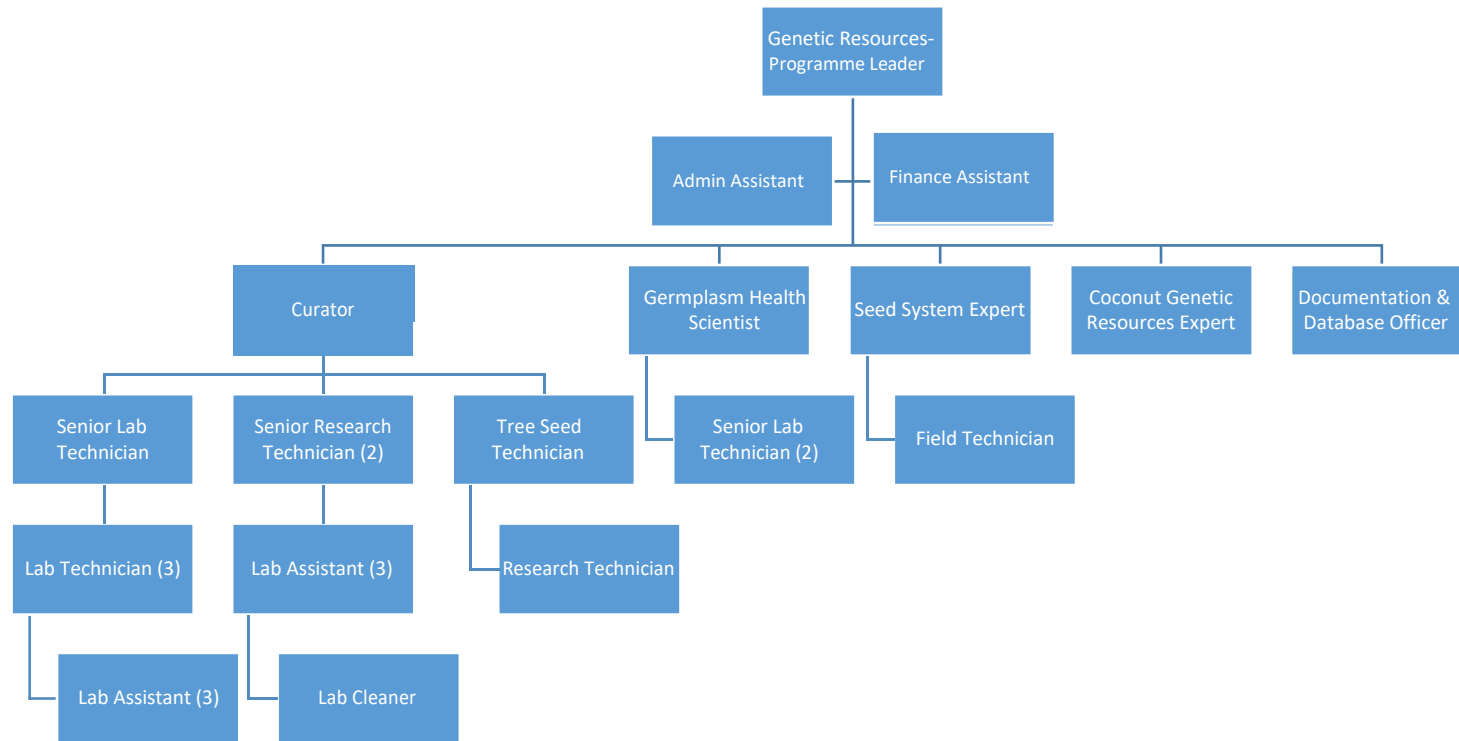 Genetic Resources-
Programme Leader
Admin Assistant
Finance Assistant
Curator
Germplasm Health
Scientist
Seed System Expert
Coconut Genetic
Resources Expert
Documentation &
Database Officer
Senior Lab
Technician
Senior Research
Technician (2)
Tree Seed
Technician
Senior Lab
Technician (2)
Field Technician
Lab Technician (3)
Lab Assistant (3)
Research Technician
Lab Assistant (3)
Lab Cleaner